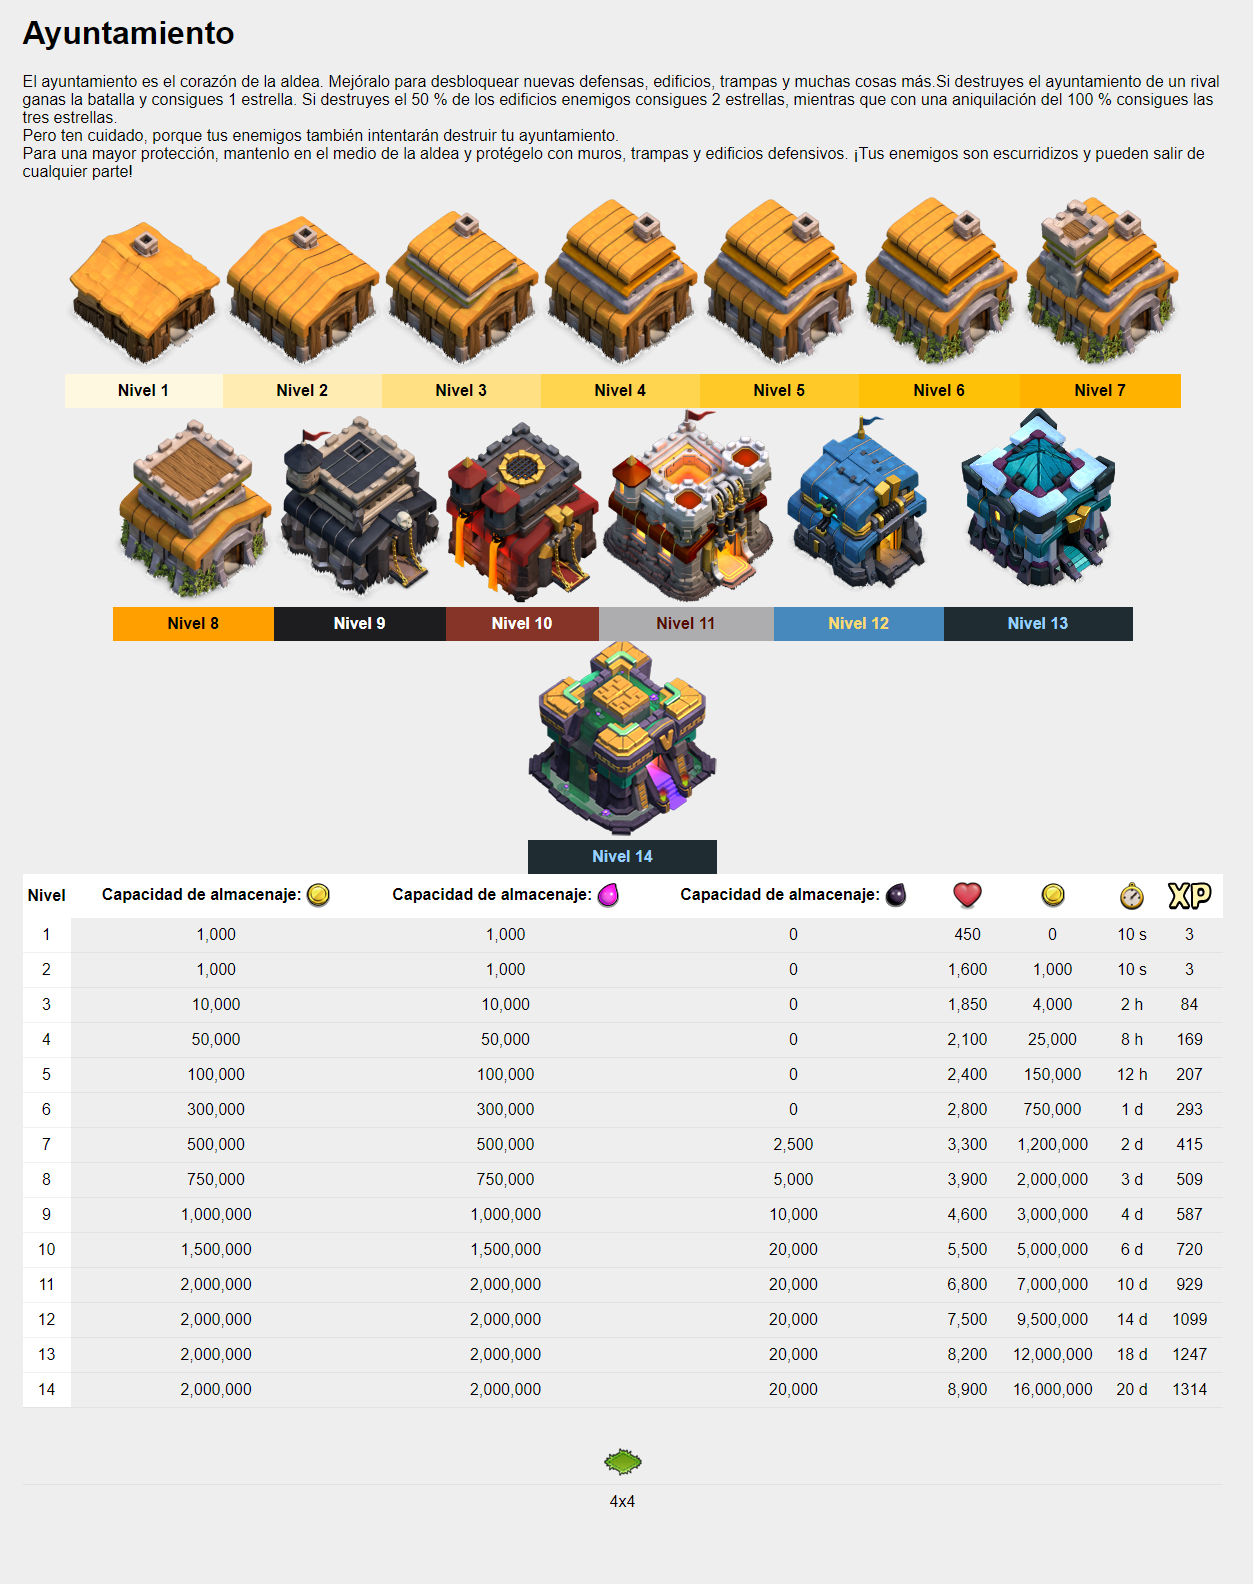 Ayuntamiento
El ayuntamiento es el corazón de la aldea. Mejóralo para desbloquear nuevas defensas, edificios, trampas y muchas cosas más.Si destruyes el ayuntamiento de un rival
ganas la batalla y consigues 1 estrella. Si destruyes el 50 % de los edificios enemigos consigues 2 estrellas, mientras que con una aniquilación del 100 % consigues las
tres estrellas.
Pero ten cuidado, porque tus enemigos también intentarán destruir tu ayuntamiento.
Para una mayor protección, mantenlo en el medio de la aldea y protégelo con muros, trampas y edificios defensivos. ¡Tus enemigos son escurridizos y pueden salir de
cualquier parte!
Nivel 1 Nivel 2 Nivel 3 Nivel 4 Nivel 5 Nivel 6 Nivel 7
Nivel 8 Nivel 9 Nivel 10 Nivel 11 Nivel 12 Nivel 13
Nivel 14
Nivel Capacidad de almacenaje: Capacidad de almacenaje: Capacidad de almacenaje: XP
1 1,000 1,000 0 450 0 10 s 3
2 1,000 1,000 0 1,600 1,000 10 s 3
3 10,000 10,000 0 1,850 4,000 2 h 84
4 50,000 50,000 0 2,100 25,000 8 h 169
5 100,000 100,000 0 2,400 150,000 12 h 207
6 300,000 300,000 0 2,800 750,000 1 d 293
7 500,000 500,000 2,500 3,300 1,200,000 2 d 415
8 750,000 750,000 5,000 3,900 2,000,000 3 d 509
9 1,000,000 1,000,000 10,000 4,600 3,000,000 4 d 587
10 1,500,000 1,500,000 20,000 5,500 5,000,000 6 d 720
11 2,000,000 2,000,000 20,000 6,800 7,000,000 10 d 929
12 2,000,000 2,000,000 20,000 7,500 9,500,000 14 d 1099
13 2,000,000 2,000,000 20,000 8,200 12,000,000 18 d 1247
14 2,000,000 2,000,000 20,000 8,900 16,000,000 20 d 1314
4x4